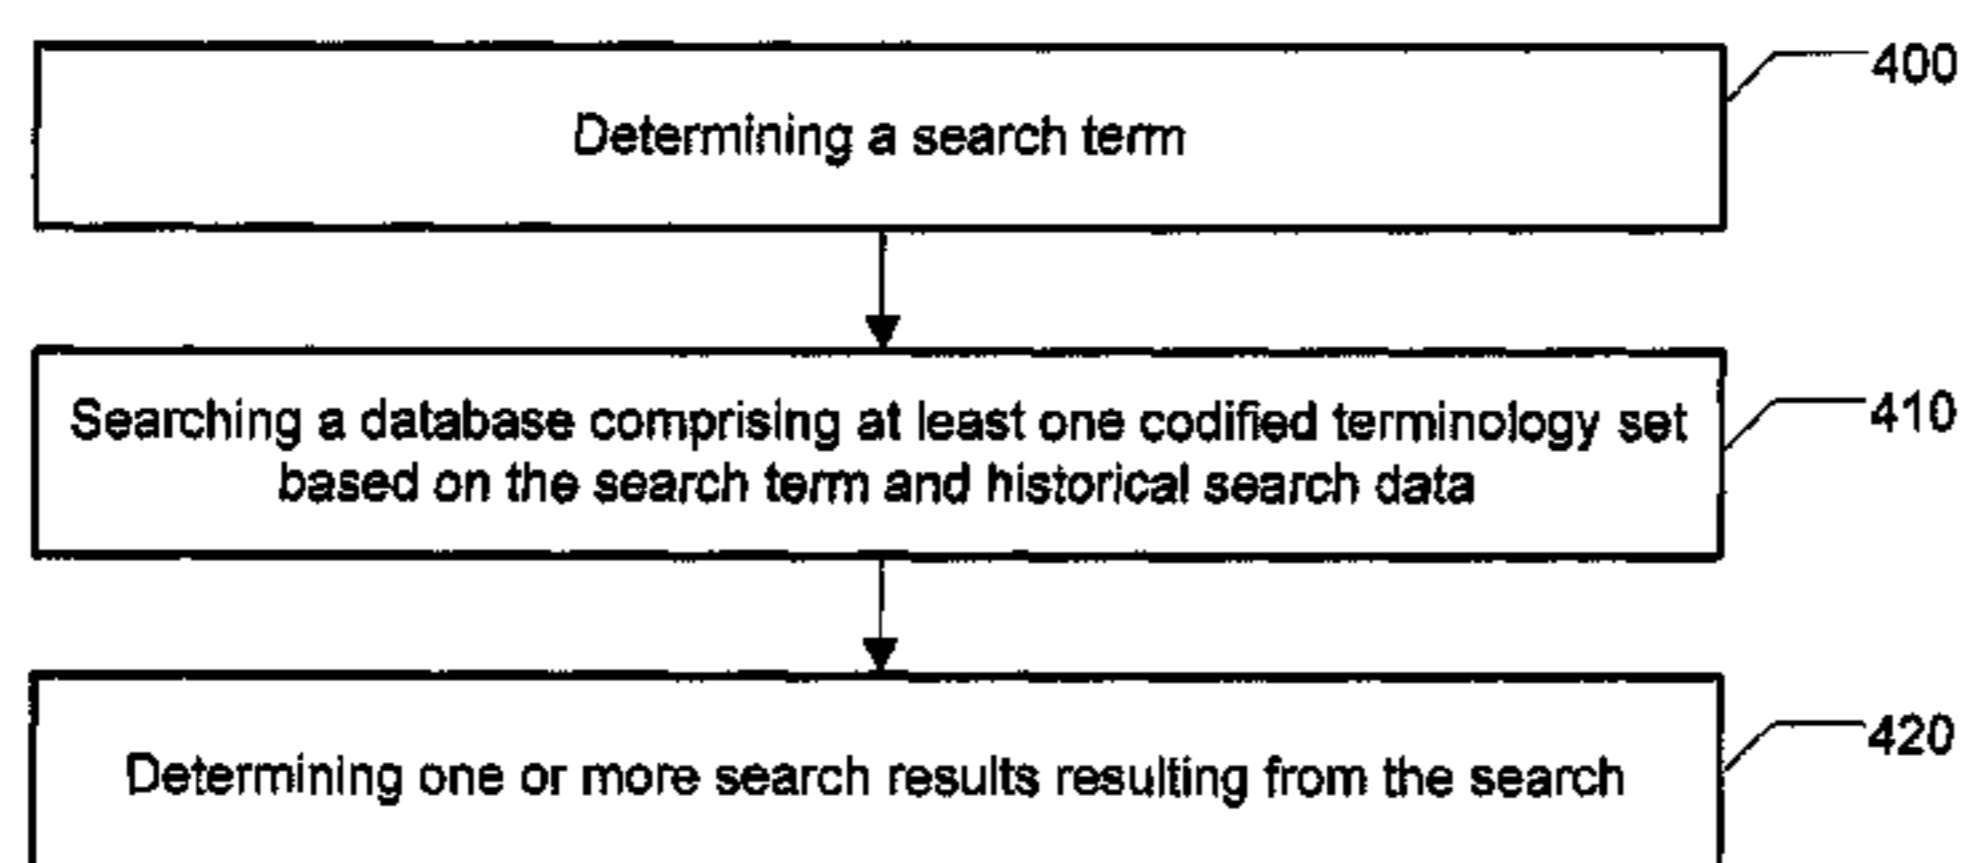 400
Determining a search term
410
Searching a database comprising at least one codified terminology set
based on the search term and historical search data
420
Determining one or more search results resulting from the search